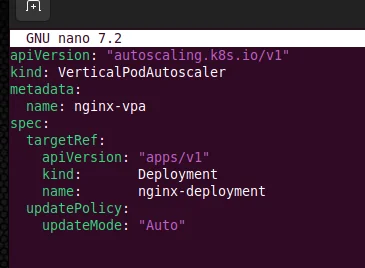 GNU nano 7.2
apiVersion: "autoscaling.k8s.io/v1"
kind: VerticalPodAutoscaler
metadata:
  name: nginx-vpa
spec:
  targetRef:
    apiVersion: "apps/v1"
    kind:       Deployment
    name:       nginx-deployment
  updatePolicy:
    updateMode: "Auto"